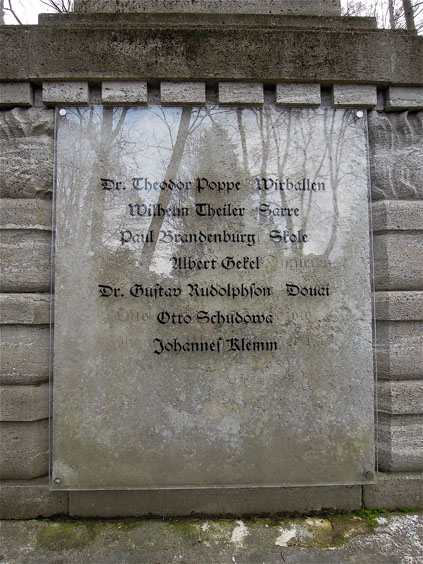 Dr. Theodor Poppe Wirballen
Wilhelm Theiler Sarre
Paul Brandenburg Skole
Albert Gekel
Dr. Gustav Rudolphson Douai
Otto Schudowa
Johannes Klemm